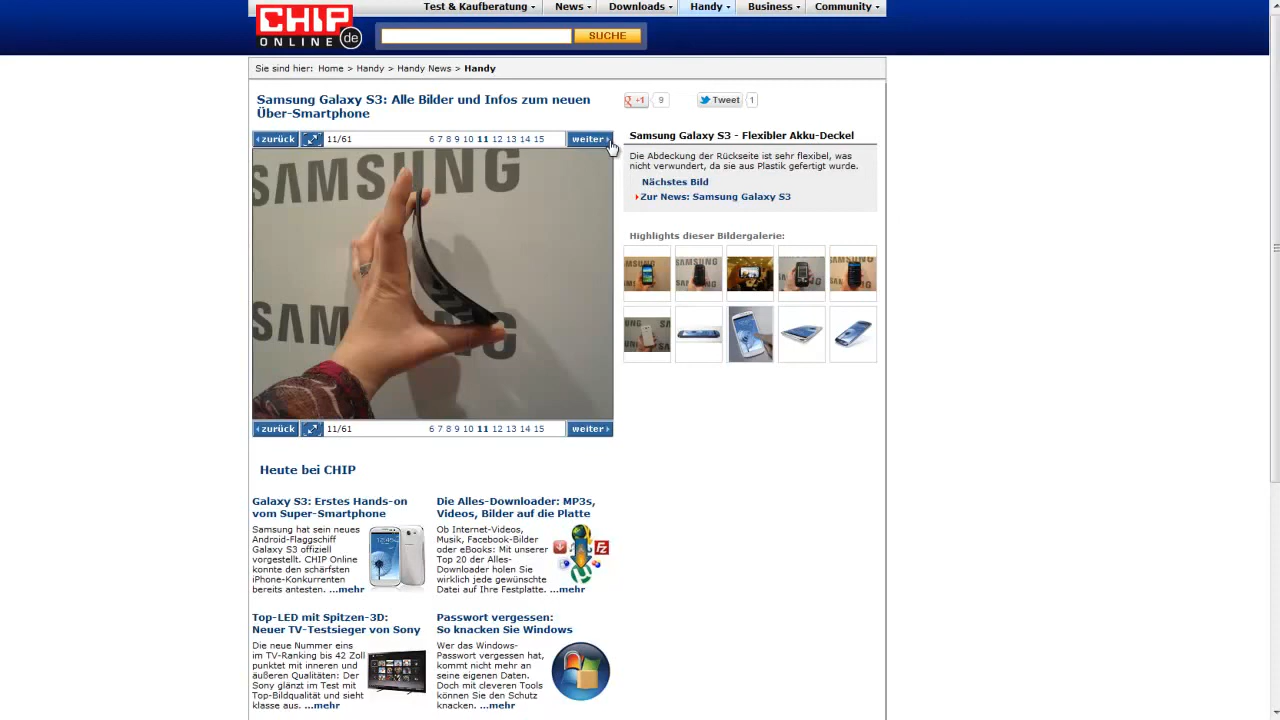 Test & Kaufberatung News Downloads Handy Business Community
CHIP
ONLINE de
SUCHE
Sie sind hier: Home > Handy > Handy News > Handy
Samsung Galaxy S3: Alle Bilder und Infos zum neuen
Über-Smartphone
+1 9 Tweet 1
zurück 11/61 6 7 8 9 10 11 12 13 14 15 weiter
Samsung Galaxy S3 - Flexibler Akku-Deckel
Die Abdeckung der Rückseite ist sehr flexibel, was
nicht verwundert, da sie aus Plastik gefertigt wurde.
Nächstes Bild
Zur News: Samsung Galaxy S3
Highlights dieser Bildergalerie:
SAMSUNG
SAMSUNG
zurück 11/61 6 7 8 9 10 11 12 13 14 15 weiter
Heute bei CHIP
Galaxy S3: Erstes Hands-on
vom Super-Smartphone
Samsung hat sein neues
Android-Flaggschiff
Galaxy S3 offiziell
vorgestellt. CHIP Online
konnte den schärfsten
iPhone-Konkurrenten
bereits antesten. ...mehr
Die Alles-Downloader: MP3s,
Videos, Bilder auf die Platte
Ob Internet-Videos,
Musik, Facebook-Bilder
oder eBooks: Mit unserer
Top 20 der Alles-
Downloader holen Sie
wirklich jede gewünschte
Datei auf Ihre Festplatte. ...mehr
Top-LED mit Spitzen-3D:
Neuer TV-Testsieger von Sony
Die neue Nummer eins
im TV-Ranking bis 42 Zoll
punktet mit inneren und
äußeren Qualitäten: Der
Sony glänzt im Test mit
Top-Bildqualität und sieht
klasse aus. ...mehr
Passwort vergessen:
So knacken Sie Windows
Wer das Windows-
Passwort vergessen hat,
kommt nicht mehr an
seine eigenen Daten.
Doch mit cleveren Tools
können Sie den Schutz
knacken. ...mehr